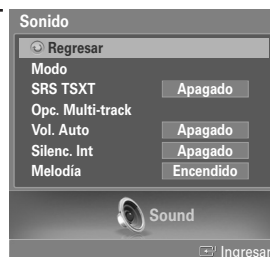 Sonido
Regresar
Modo
SRS TSXT Apagado
Opc. Multi-track
Vol. Auto Apagado
Silenc. Int Apagado
Melodía Encendido
Sound
Ingresar